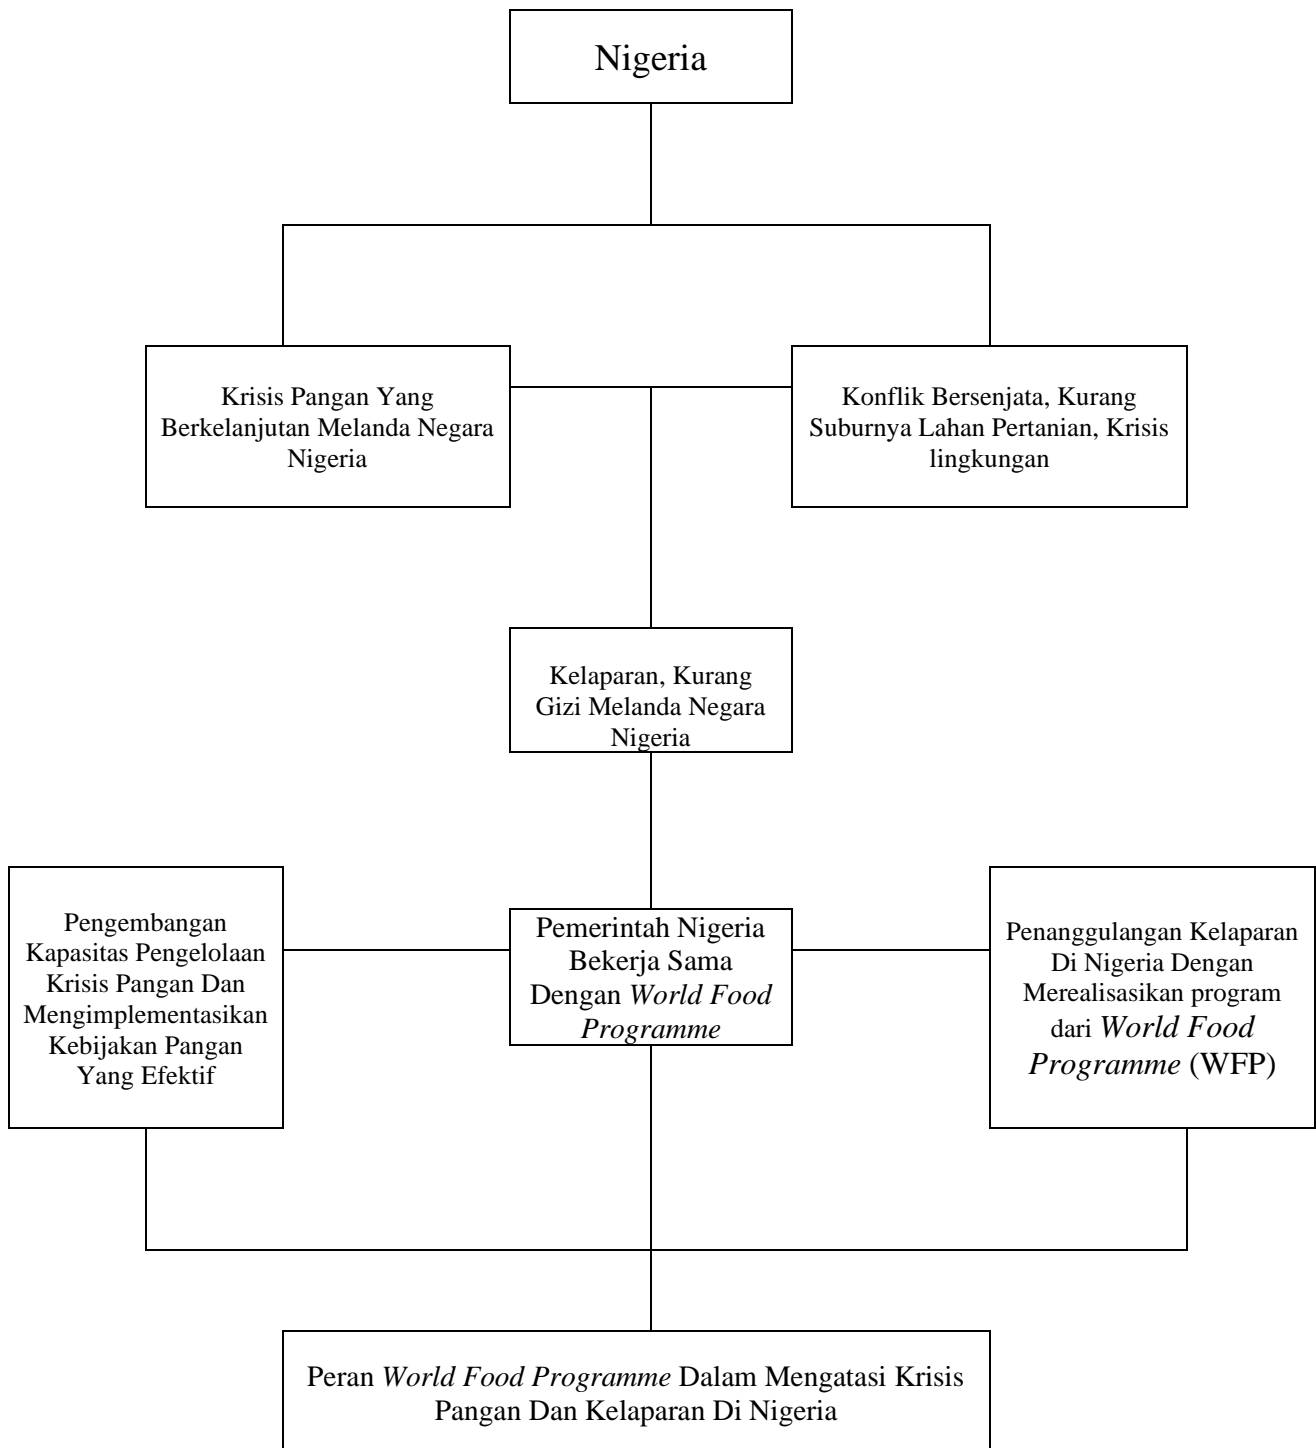 Nigeria
Krisis Pangan Yang
Berkelanjutan Melanda Negara
Nigeria
Konflik Bersenjata, Kurang
Suburnya Lahan Pertanian, Krisis
lingkungan
Kelaparan, Kurang
Gizi Melanda Negara
Nigeria
Pengembangan
Kapasitas Pengelolaan
Krisis Pangan Dan
Mengimplementasikan
Kebijakan Pangan
Yang Efektif
Pemerintah Nigeria
Bekerja Sama
Dengan World Food
Programme
Penanggulangan Kelaparan
Di Nigeria Dengan
Merealisasikan program
dari World Food
Programme (WFP)
Peran World Food Programme Dalam Mengatasi Krisis
Pangan Dan Kelaparan Di Nigeria